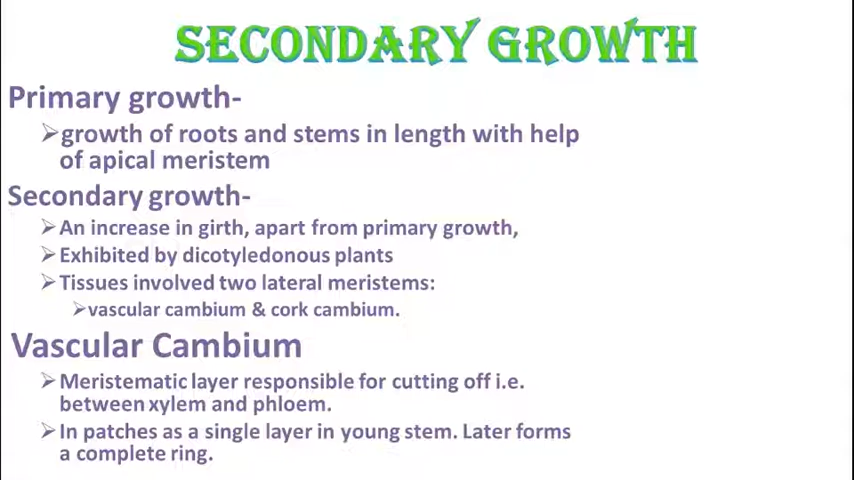 SECONDARY GROWTH
Primary growth-
➢growth of roots and stems in length with help
of apical meristem
Secondary growth-
➢An increase in girth, apart from primary growth,
➢Exhibited by dicotyledonous plants
➢Tissues involved two lateral meristems:
➢vascular cambium & cork cambium.
Vascular Cambium
➢Meristematic layer responsible for cutting off i.e.
between xylem and phloem.
➢In patches as a single layer in young stem. Later forms
a complete ring.